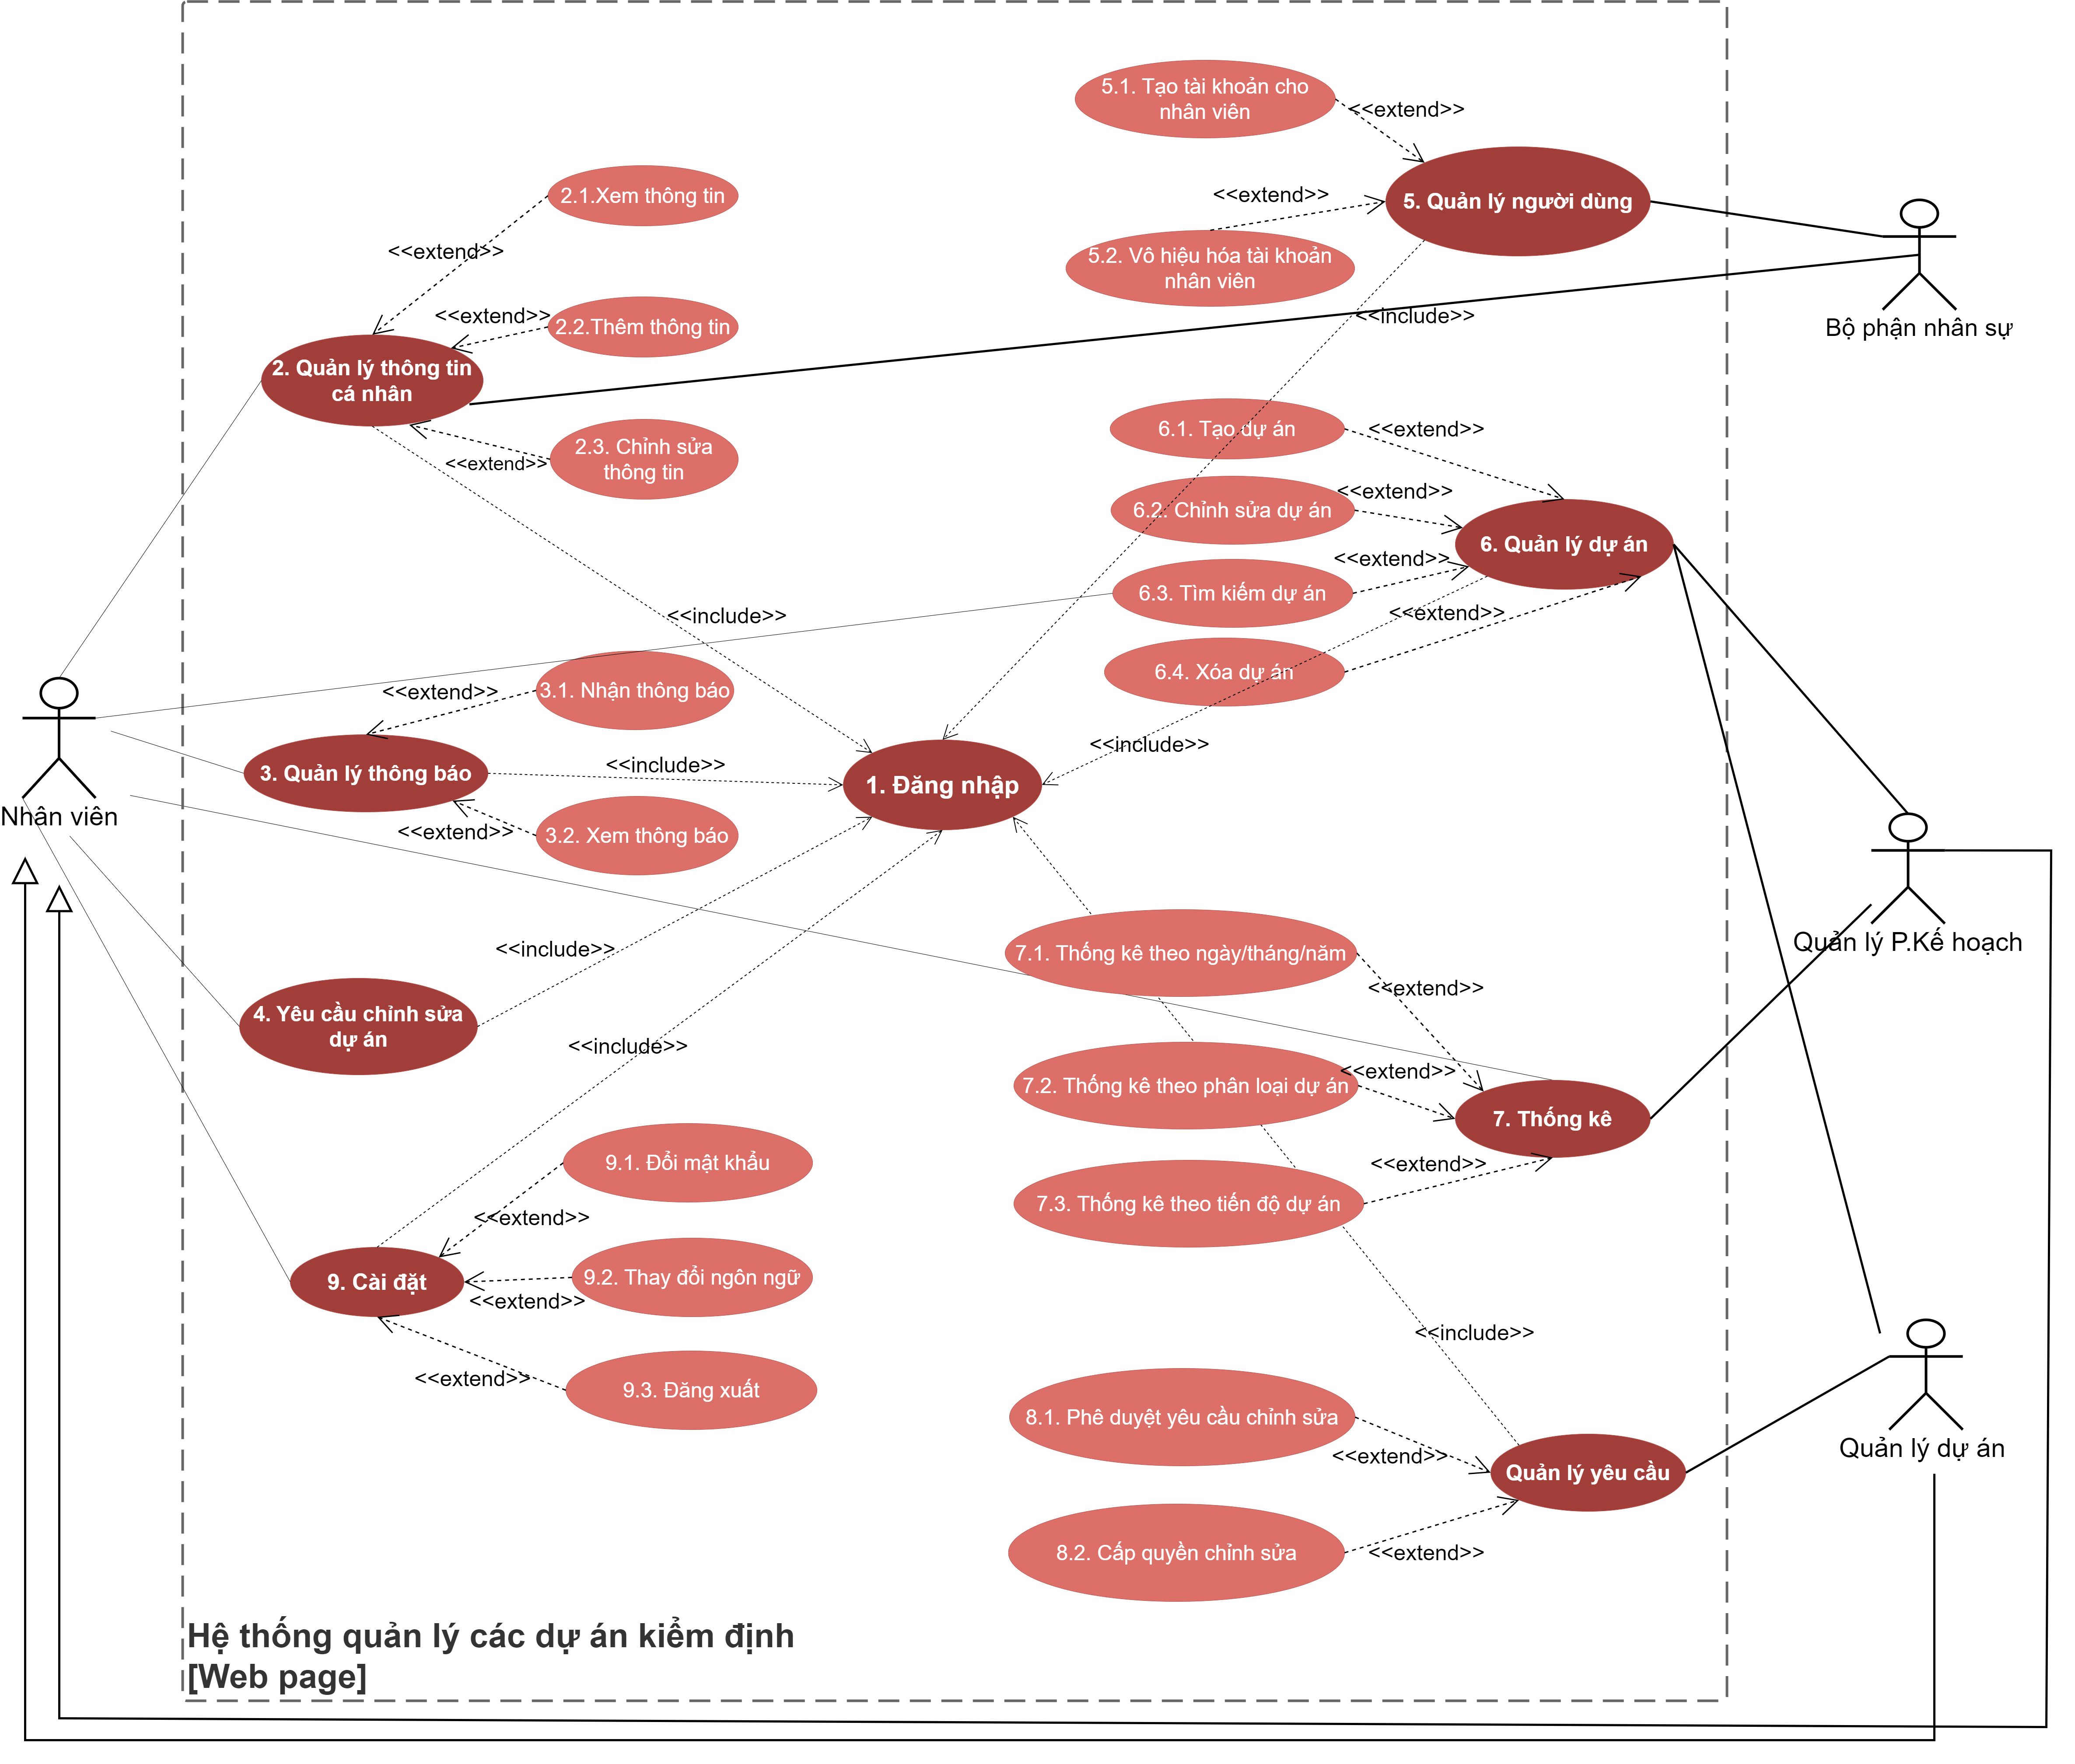 5.1. Tạo tài khoản cho
nhân viên
<<extend>>
5. Quản lý người dùng
<<extend>>
5.2. Vô hiệu hóa tài khoản
nhân viên
<<include>>
Bộ phận nhân sự
2.1.Xem thông tin
<<extend>>
<<extend>>
2.2.Thêm thông tin
2. Quản lý thông tin
cá nhân
2.3. Chỉnh sửa
thông tin
<<extend>>
<<include>>
6.1. Tạo dự án
<<extend>>
6.2. Chỉnh sửa dự án
<<extend>>
6. Quản lý dự án
<<extend>>
6.3. Tìm kiếm dự án
<<extend>>
6.4. Xóa dự án
<<include>>
Nhân viên
<<extend>>
3.1. Nhận thông báo
3. Quản lý thông báo
<<include>>
<<extend>>
3.2. Xem thông báo
1. Đăng nhập
Quản lý P.Kế hoạch
<<include>>
4. Yêu cầu chỉnh sửa
dự án
<<include>>
7.1. Thống kê theo ngày/tháng/năm
<<extend>>
7.2. Thống kê theo phân loại dự án
<<extend>>
7. Thống kê
<<extend>>
7.3. Thống kê theo tiến độ dự án
9.1. Đổi mật khẩu
<<extend>>
9. Cài đặt
9.2. Thay đổi ngôn ngữ
<<extend>>
<<extend>>
9.3. Đăng xuất
<<include>>
8.1. Phê duyệt yêu cầu chỉnh sửa
<<extend>>
Quản lý yêu cầu
8.2. Cấp quyền chỉnh sửa
<<extend>>
Quản lý dự án
Hệ thống quản lý các dự án kiểm định
[Web page]